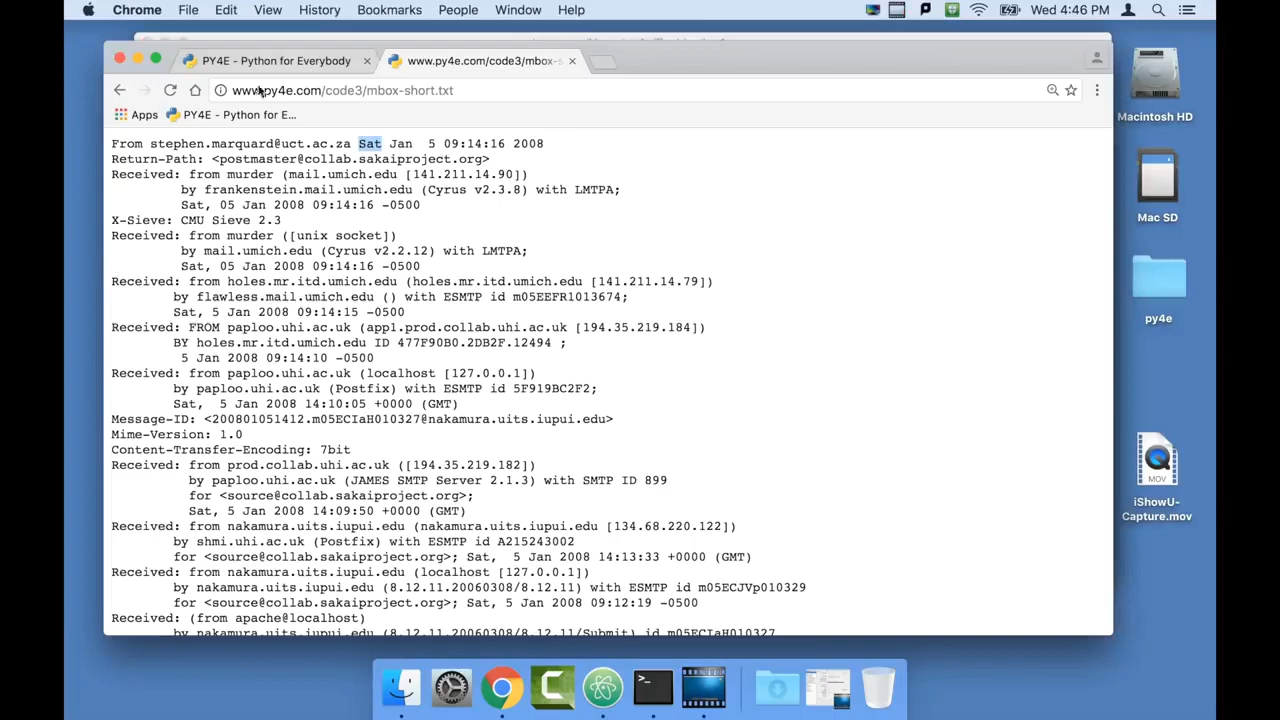 Chrome File Edit View History Bookmarks People Window Help Wed 4:46 PM
PY4E - Python for Everybody www.py4e.com/code3/mbox-s
www.py4e.com/code3/mbox-short.txt
Apps PY4E - Python for E...
From stephen.marquard@uct.ac.za Sat Jan  5 09:14:16 2008
Return-Path: <postmaster@collab.sakaiproject.org>
Received: from murder (mail.umich.edu [141.211.14.90])
by frankenstein.mail.umich.edu (Cyrus v2.3.8) with LMTPA;
Sat, 05 Jan 2008 09:14:16 -0500
X-Sieve: CMU Sieve 2.3
Received: from murder ([unix socket])
by mail.umich.edu (Cyrus v2.2.12) with LMTPA;
Sat, 05 Jan 2008 09:14:16 -0500
Received: from holes.mr.itd.umich.edu (holes.mr.itd.umich.edu [141.211.14.79])
by flawless.mail.umich.edu () with ESMTP id m05EEFR1013674;
Sat, 5 Jan 2008 09:14:15 -0500
Received: FROM paploo.uhi.ac.uk (app1.prod.collab.uhi.ac.uk [194.35.219.184])
BY holes.mr.itd.umich.edu ID 477F90B0.2DB2F.12494 ;
5 Jan 2008 09:14:10 -0500
Received: from paploo.uhi.ac.uk (localhost [127.0.0.1])
by paploo.uhi.ac.uk (Postfix) with ESMTP id 5F919BC2F2;
Sat,  5 Jan 2008 14:10:05 +0000 (GMT)
Message-ID: <200801051412.m05ECIaH010327@nakamura.uits.iupui.edu>
Mime-Version: 1.0
Content-Transfer-Encoding: 7bit
Received: from prod.collab.uhi.ac.uk ([194.35.219.182])
by paploo.uhi.ac.uk (JAMES SMTP Server 2.1.3) with SMTP ID 899
for <source@collab.sakaiproject.org>;
Sat, 5 Jan 2008 14:09:50 +0000 (GMT)
Received: from nakamura.uits.iupui.edu (nakamura.uits.iupui.edu [134.68.220.122])
by shmi.uhi.ac.uk (Postfix) with ESMTP id A215243002
for <source@collab.sakaiproject.org>; Sat,  5 Jan 2008 14:13:33 +0000 (GMT)
Received: from nakamura.uits.iupui.edu (localhost [127.0.0.1])
by nakamura.uits.iupui.edu (8.12.11.20060308/8.12.11) with ESMTP id m05ECJVp010329
for <source@collab.sakaiproject.org>; Sat, 5 Jan 2008 09:12:19 -0500
Received: (from apache@localhost)
by nakamura.uits.iupui.edu (8.12.11.20060308/8.12.11/Submit) id m05ECIaH010327
Macintosh HD
Mac SD
py4e
iShowU-
Capture.mov
MOV